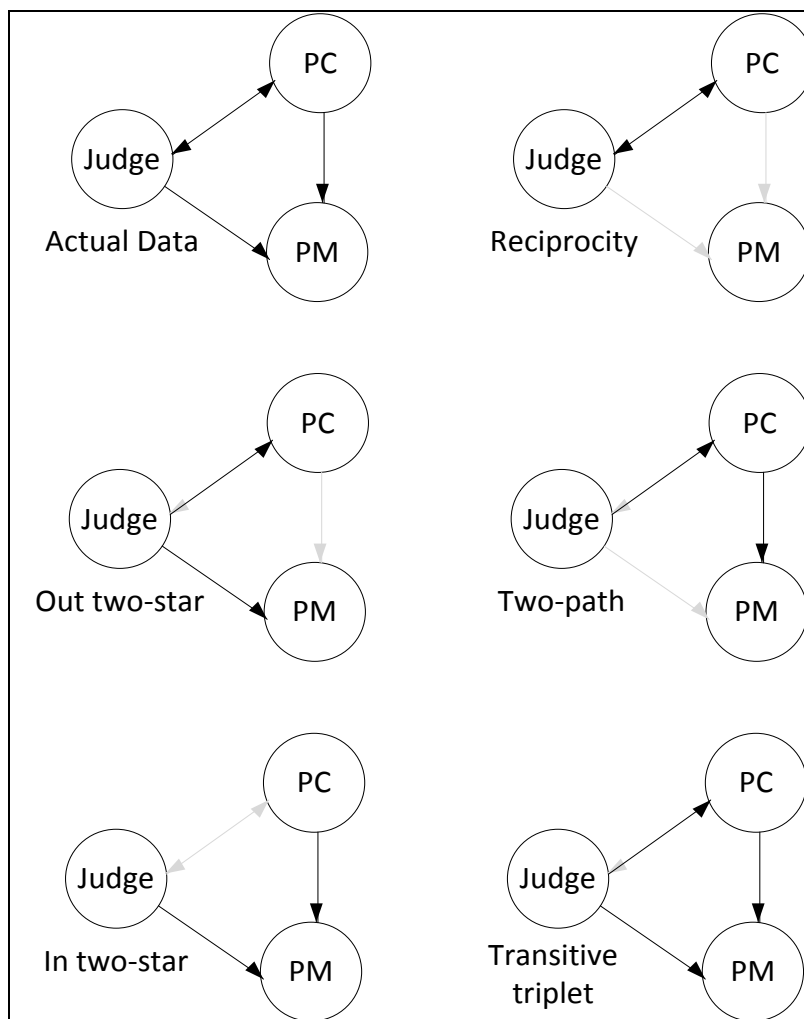 PC
Judge
PM
Actual Data
PC
Judge
PM
Reciprocity
PC
Judge
PM
Out two-star
PC
Judge
PM
Two-path
PC
Judge
PM
In two-star
PC
Judge
PM
Transitive
triplet